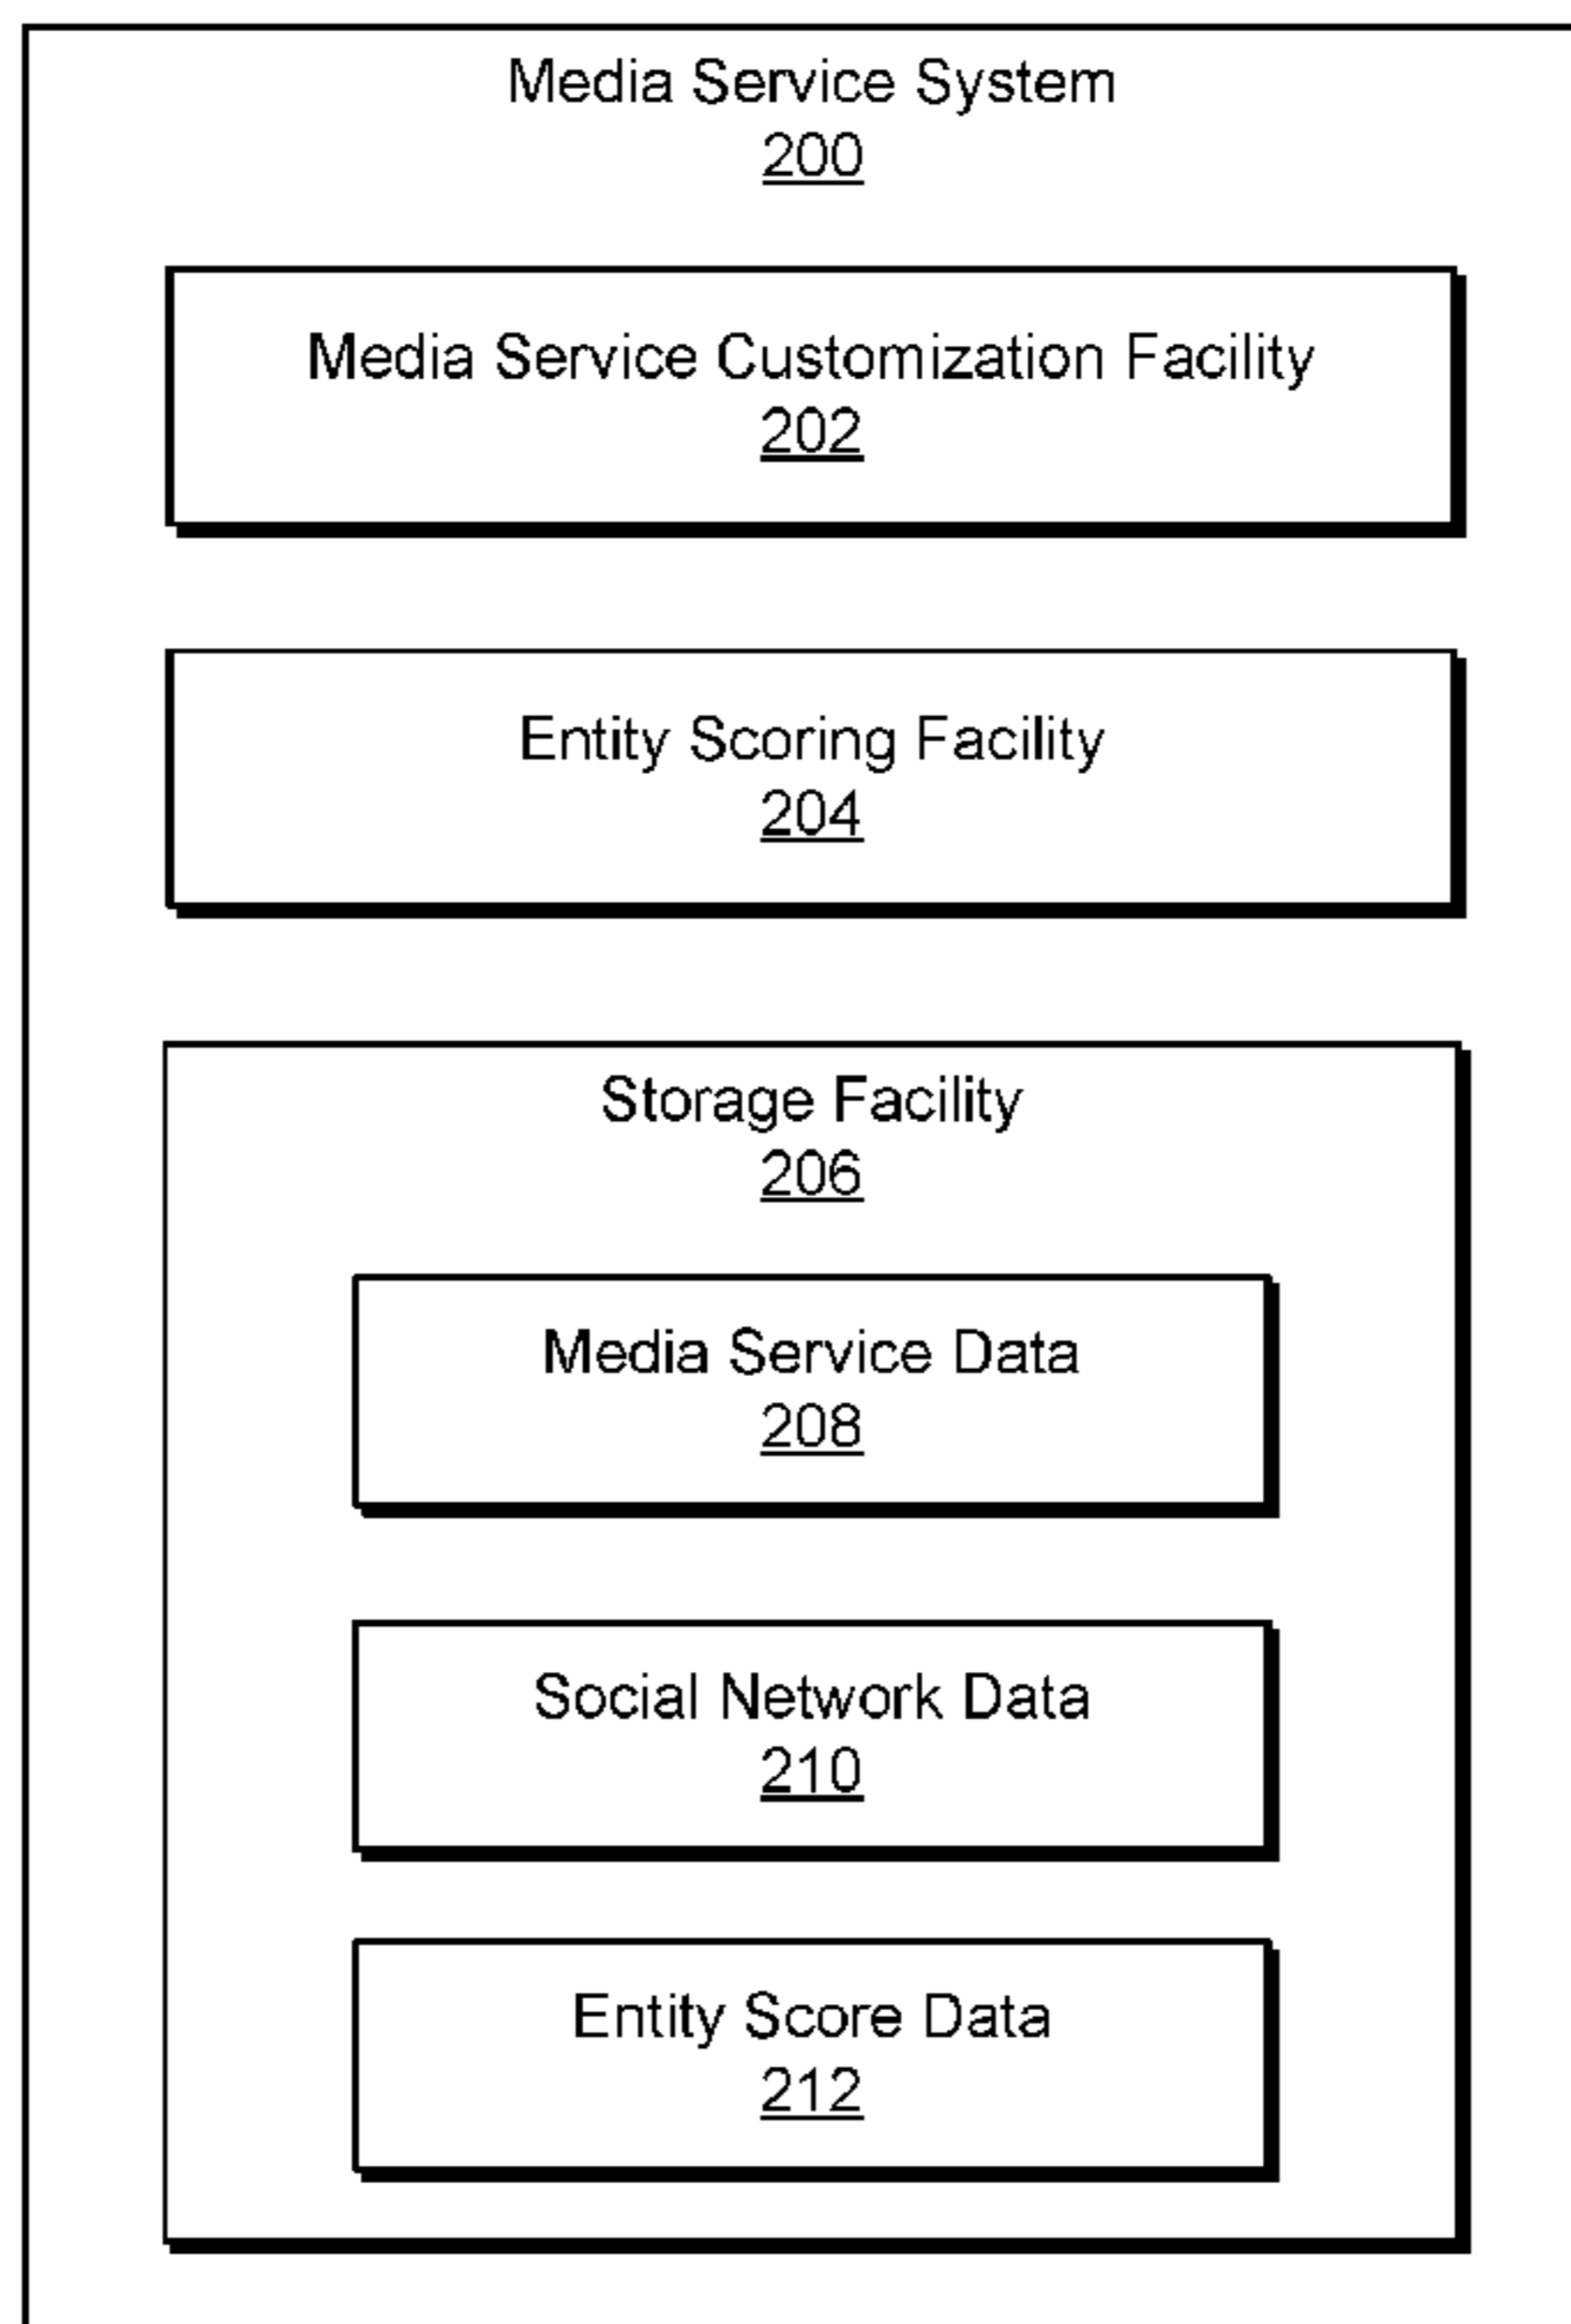 Media Service System
200
Media Service Customization Facility
202
Entity Scoring Facility
204
Storage Facility
206
Media Service Data
208
Social Network Data
210
Entity Score Data
212